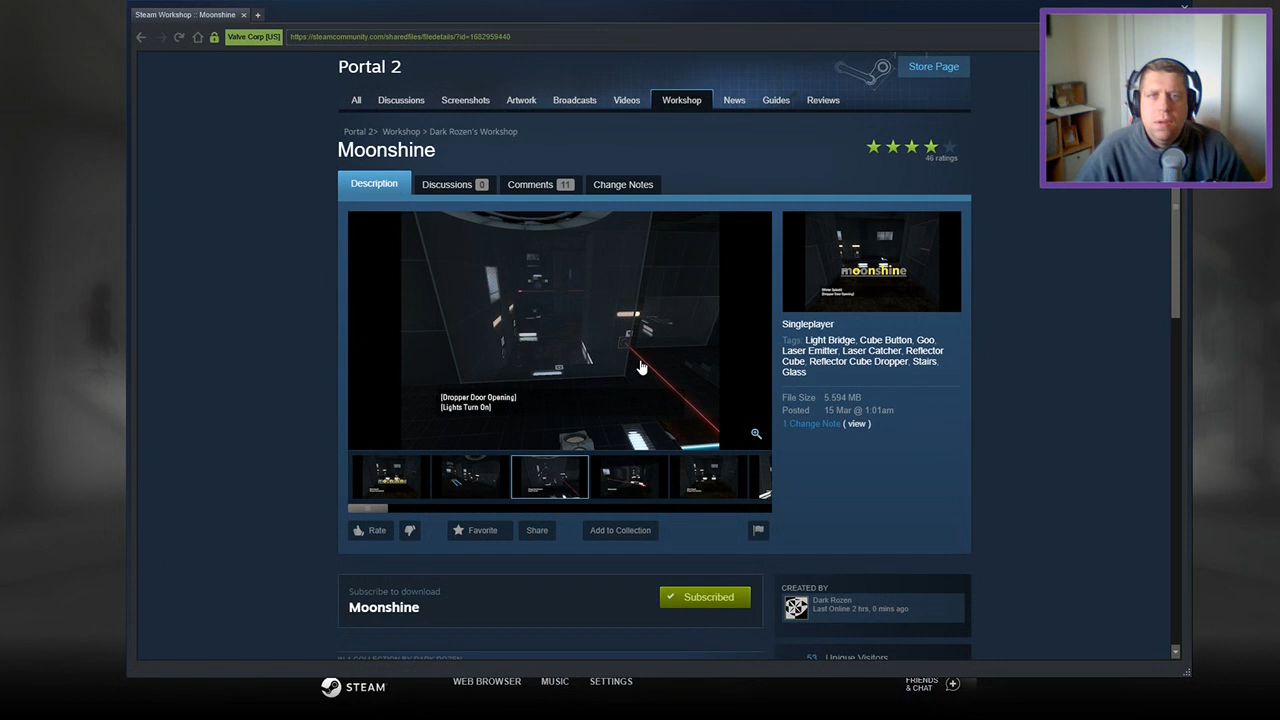 Steam Workshop :: Moonshine
Valve Corp [US]
https://steamcommunity.com/sharedfiles/filedetails/?id=1682959440
Portal 2
Store Page
All Discussions Screenshots Artwork Broadcasts Videos Workshop News Guides Reviews
Portal 2> Workshop > Dark Rozen's Workshop
Moonshine
46 ratings
Description Discussions 0 Comments 11 Change Notes
[Dropper Door Opening]
[Lights Turn On]
moonshine
Singleplayer
Tags: Light Bridge, Cube Button, Goo,
Laser Emitter, Laser Catcher, Reflector
Cube, Reflector Cube Dropper, Stairs,
Glass
File Size 5.594 MB
Posted 15 Mar @ 1:01am
1 Change Note ( view )
Rate Favorite Share Add to Collection
Subscribe to download
Moonshine
Subscribed
CREATED BY
Dark Rozen
Last Online 2 hrs, 0 mins ago
IN A COLLECTION BY DARK ROZEN
53 Unique Visitors
STEAM
WEB BROWSER MUSIC SETTINGS
FRIENDS
& CHAT